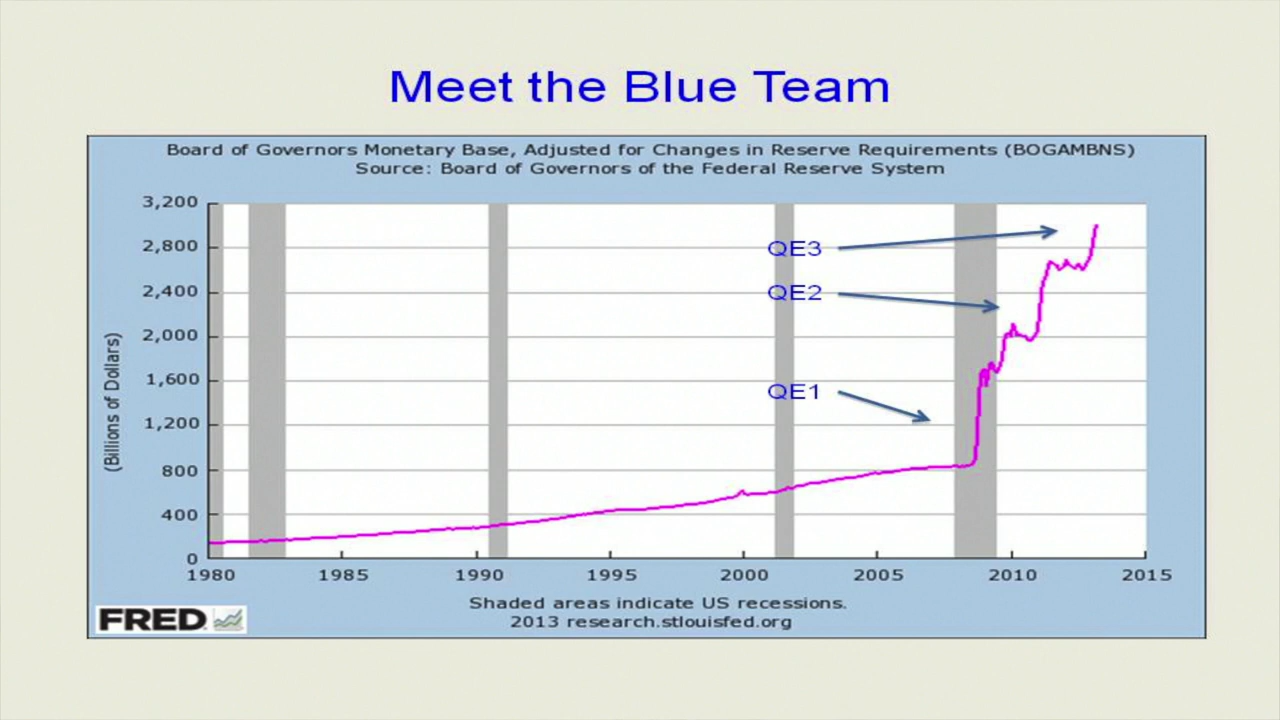 Meet the Blue Team
Board of Governors Monetary Base, Adjusted for Changes in Reserve Requirements (BOGAMBNS)
Source: Board of Governors of the Federal Reserve System
(Billions of Dollars)
3,200
2,800
2,400
2,000
1,600
1,200
800
400
0
QE3
QE2
QE1
1980 1985 1990 1995 2000 2005 2010 2015
Shaded areas indicate US recessions.
2013 research.stlouisfed.org
FRED